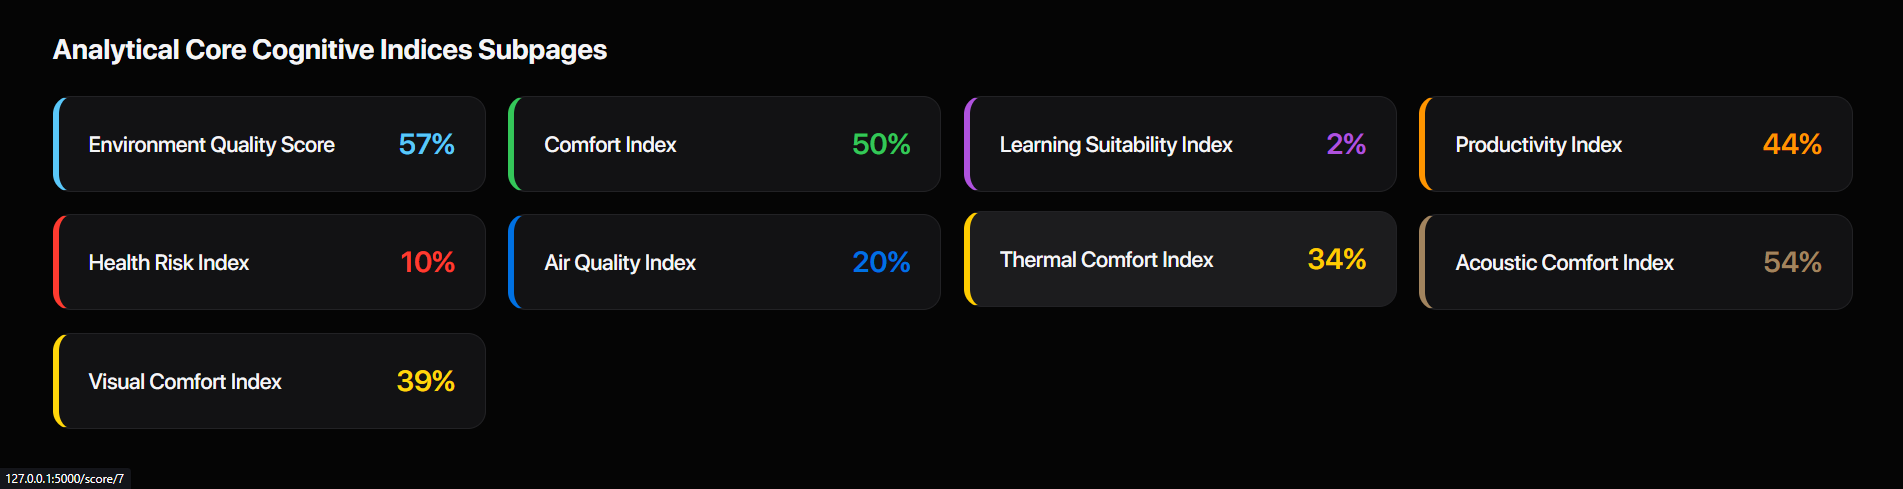 Analytical Core Cognitive Indices Subpages
Environment Quality Score 57%
Comfort Index 50%
Learning Suitability Index 2%
Productivity Index 44%
Health Risk Index 10%
Air Quality Index 20%
Thermal Comfort Index 34%
Acoustic Comfort Index 54%
Visual Comfort Index 39%
127.0.0.1:5000/score/7